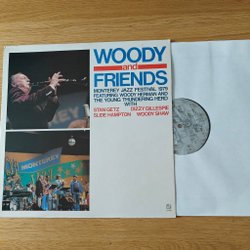 WOODY
and
FRIENDS
MONTEREY JAZZ FESTIVAL 1979
FEATURING WOODY HERMAN AND
THE YOUNG THUNDERING HERD
WITH
STAN GETZ DIZZY GILLESPIE
SLIDE HAMPTON WOODY SHAW
MONTEREY